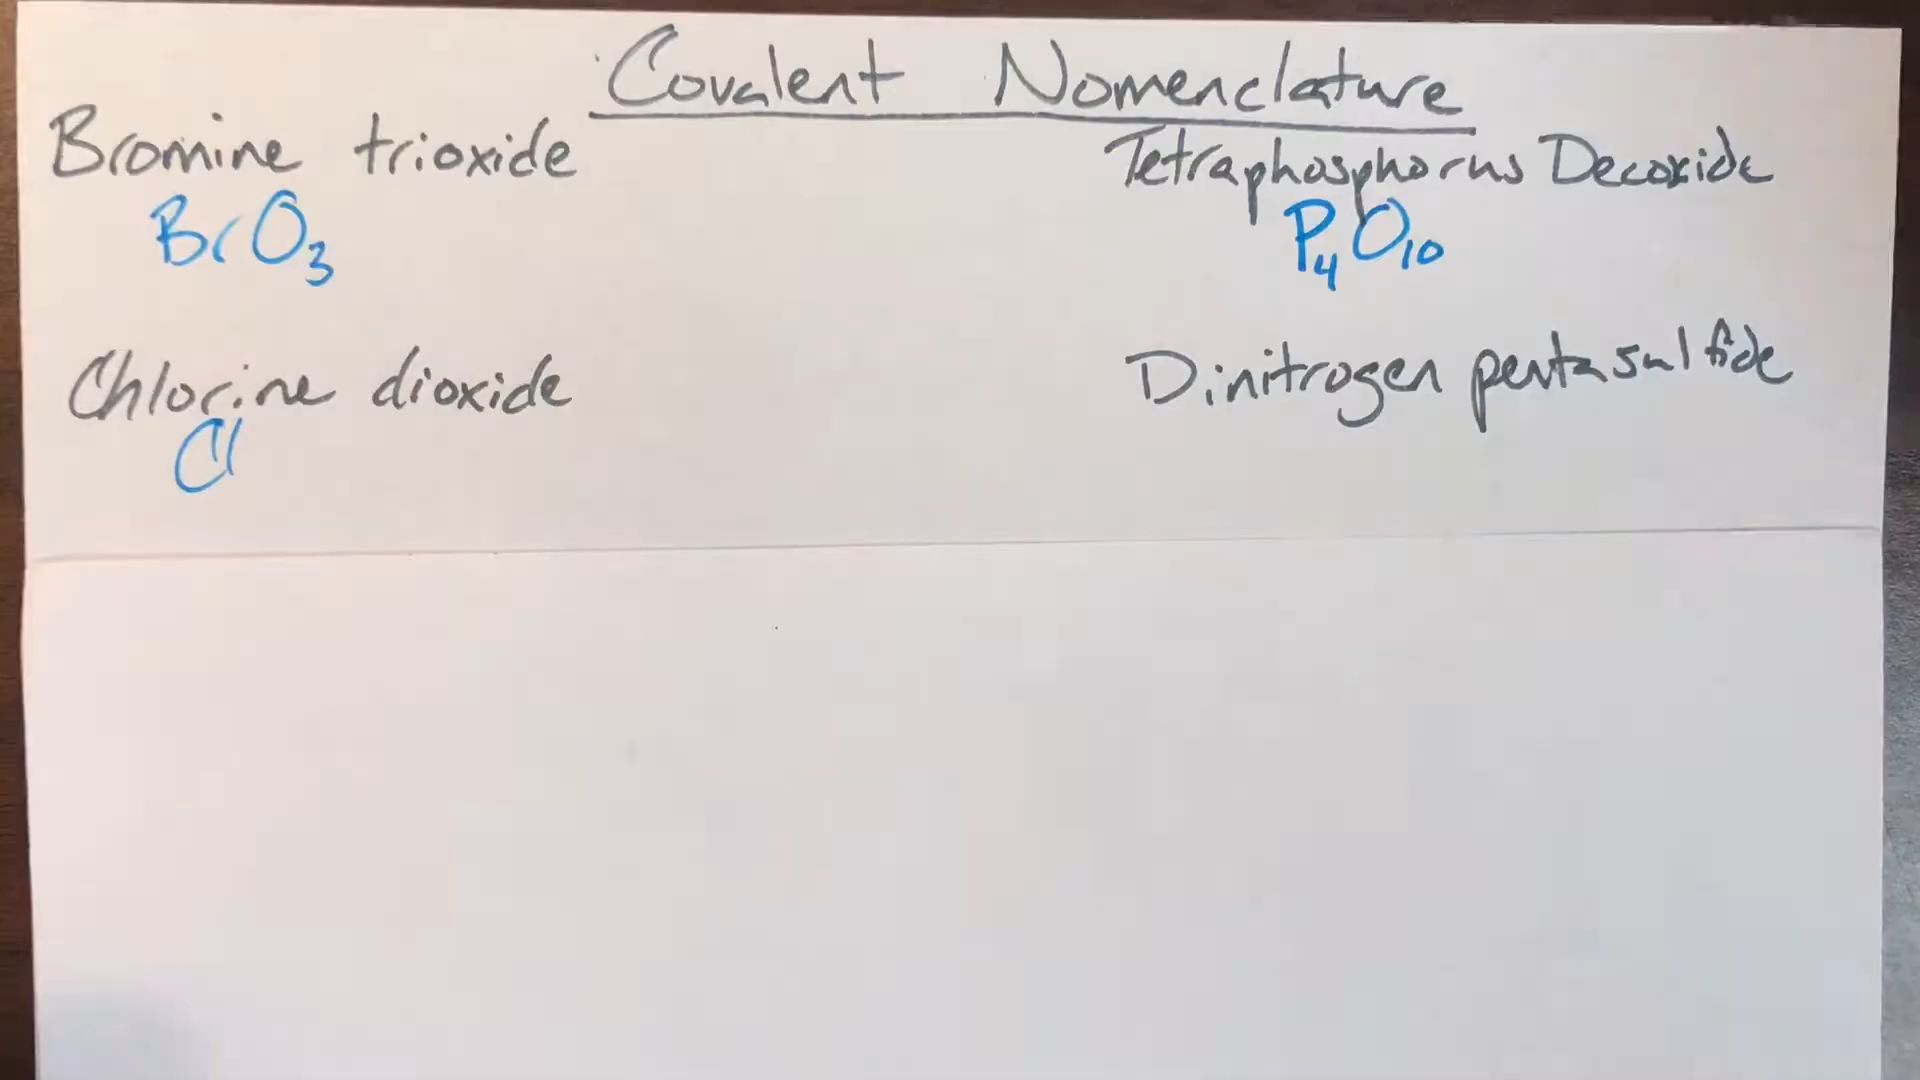 Covalent Nomenclature
Bromine trioxide
BrO₃
Tetraphosphorus Decoxide
P₄O₁₀
Chlorine dioxide
Cl
Dinitrogen pentasulfide